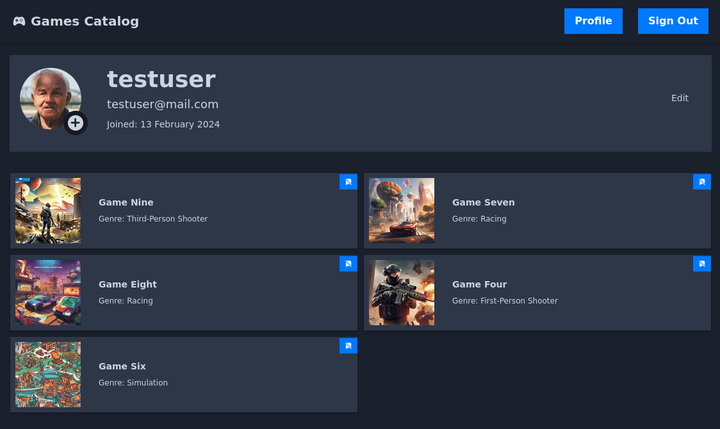 Games Catalog
Profile
Sign Out
testuser
testuser@mail.com
Joined: 13 February 2024
Edit
Game Nine
Genre: Third-Person Shooter
Game Seven
Genre: Racing
Game Eight
Genre: Racing
Game Four
Genre: First-Person Shooter
Game Six
Genre: Simulation